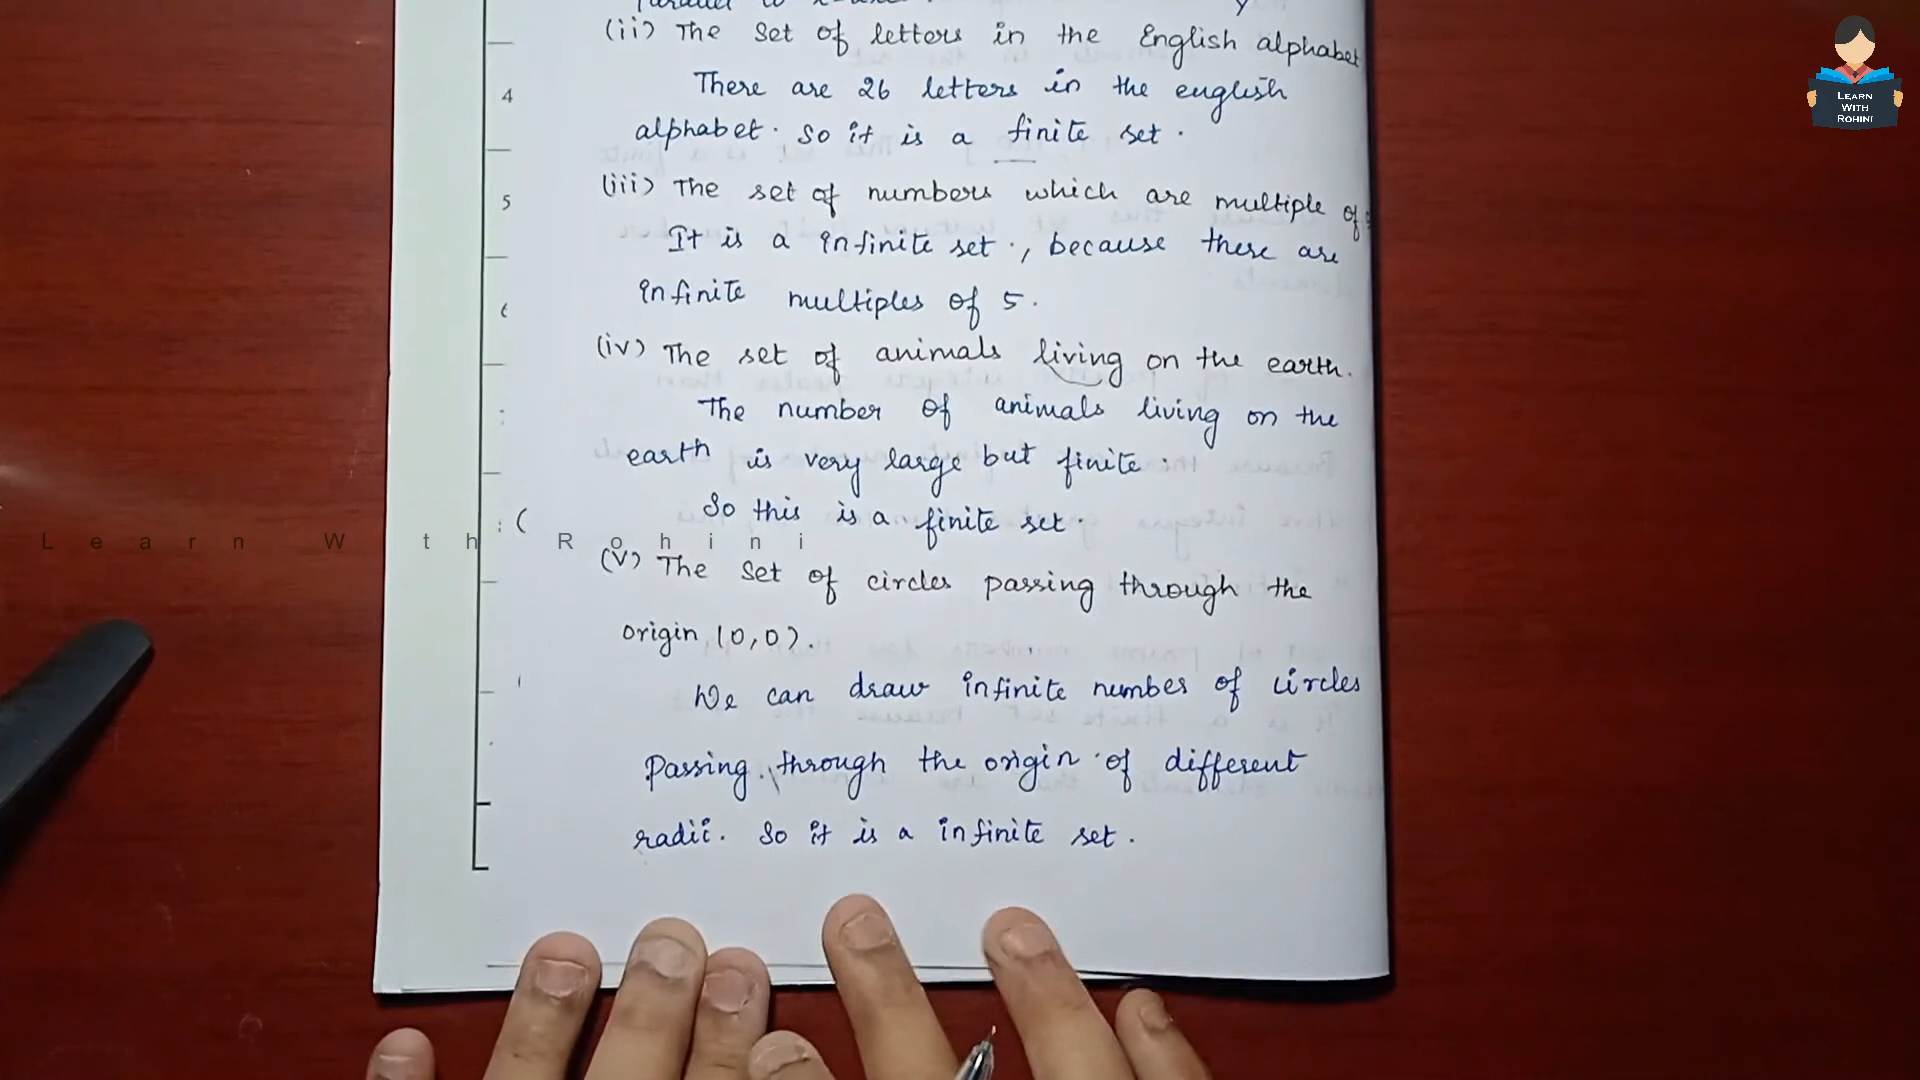 (ii) The set of letters in the English alphabet
There are 26 letters in the english
alphabet. So it is a finite set.
(iii) The set of numbers which are multiple of
It is a infinite set., because there are
infinite multiples of 5.
(iv) The set of animals living on the earth.
The number of animals living on the
earth is very large but finite.
So this is a finite set.
(v) The set of circles passing through the
origin (0,0).
We can draw infinite number of circles
Passing through the origin of different
radii. So it is a infinite set.
4
5
6
Learn W th Rohini
LEARN
WITH
ROHINI